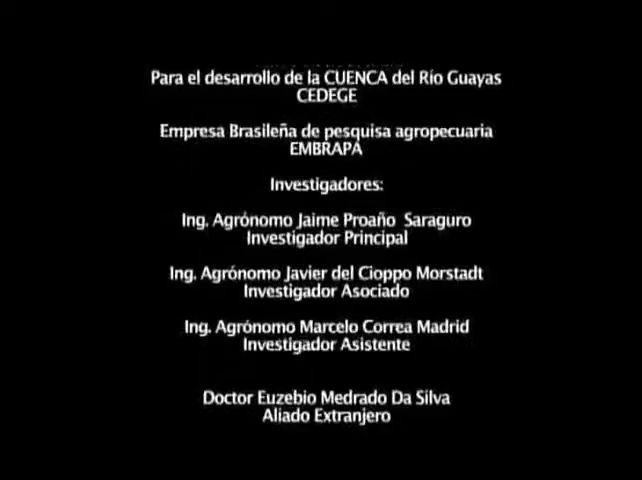 Para el desarrollo de la CUENCA del Río Guayas
CEDEGE
Empresa Brasileña de pesquisa agropecuaria
EMBRAPA
Investigadores:
Ing. Agrónomo Jaime Proaño Saraguro
Investigador Principal
Ing. Agrónomo Javier del Cioppo Morstadt
Investigador Asociado
Ing. Agrónomo Marcelo Correa Madrid
Investigador Asistente
Doctor Euzebio Medrado Da Silva
Aliado Extranjero